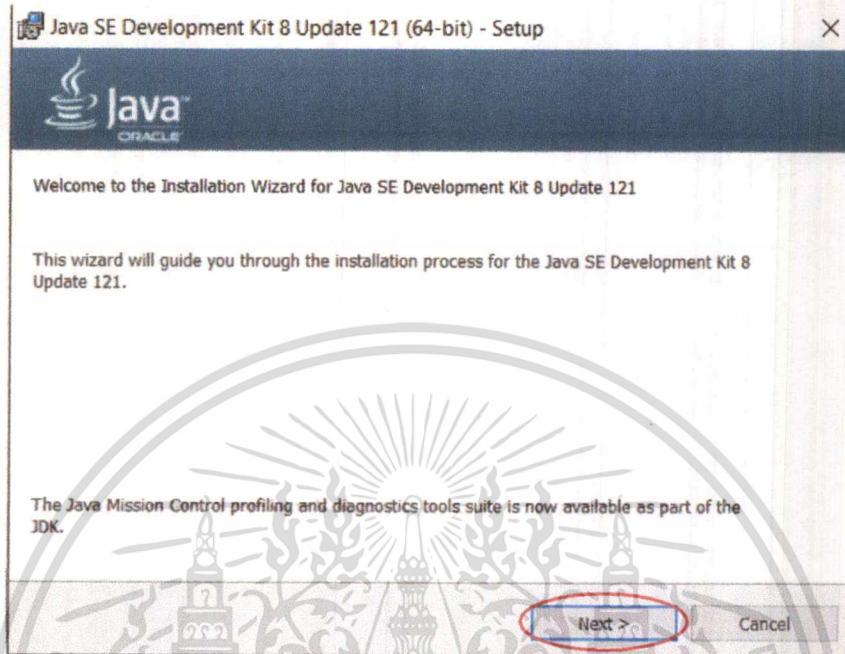 Java SE Development Kit 8 Update 121 (64-bit) - Setup
Java™
ORACLE
Welcome to the Installation Wizard for Java SE Development Kit 8 Update 121
This wizard will guide you through the installation process for the Java SE Development Kit 8
Update 121.
The Java Mission Control profiling and diagnostics tools suite is now available as part of the
JDK.
Next >
Cancel